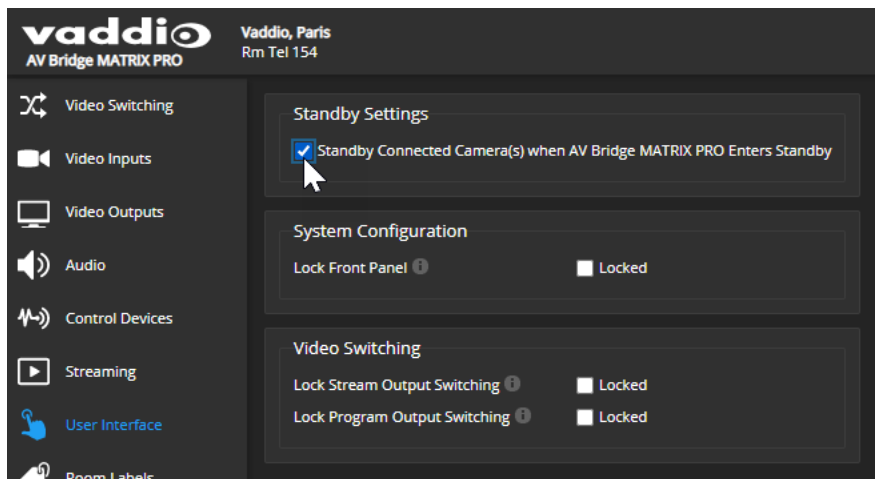 vaddio
AV Bridge MATRIX PRO
Vaddio, Paris
Rm Tel 154
Video Switching
Video Inputs
Video Outputs
Audio
Control Devices
Streaming
User Interface
Room Labels
Standby Settings
Standby Connected Camera(s) when AV Bridge MATRIX PRO Enters Standby
System Configuration
Lock Front Panel Locked
Video Switching
Lock Stream Output Switching Locked
Lock Program Output Switching Locked